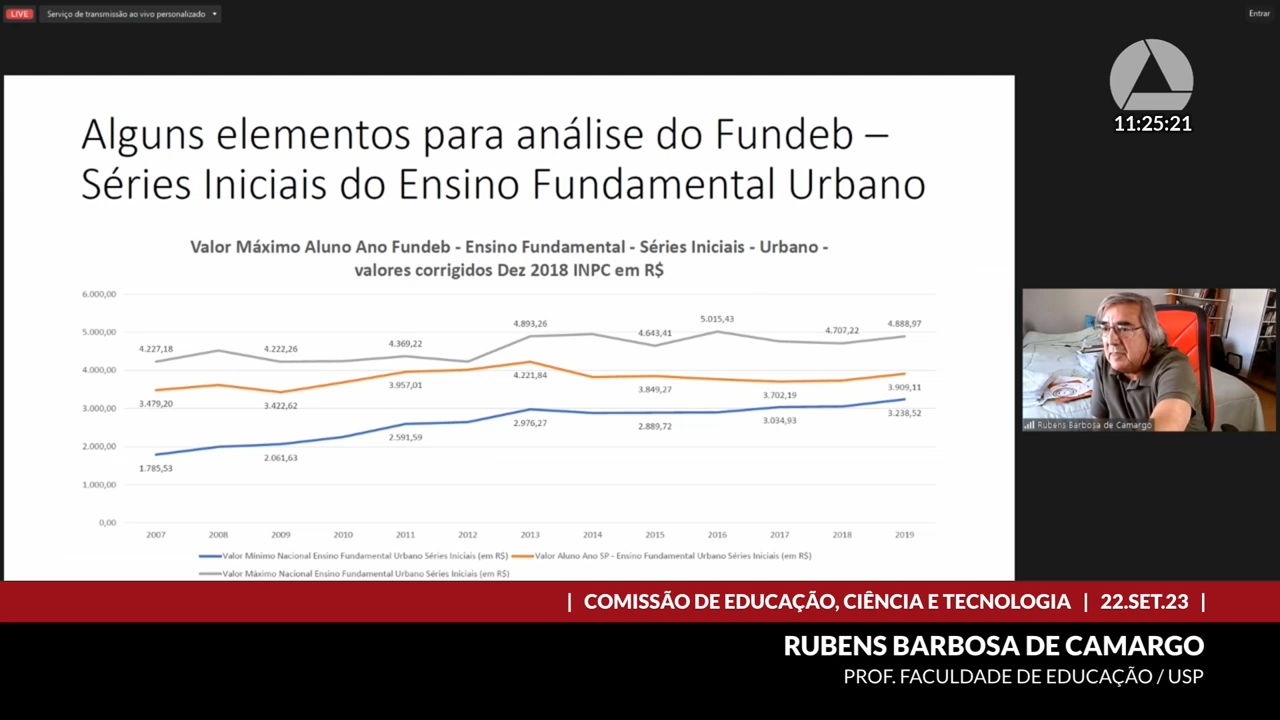 LIVE
Serviço de transmissão ao vivo personalizado
Entrar
11:25:21
Alguns elementos para análise do Fundeb –
Séries Iniciais do Ensino Fundamental Urbano
Valor Máximo Aluno Ano Fundeb - Ensino Fundamental - Séries Iniciais - Urbano -
valores corrigidos Dez 2018 INPC em R$
6.000,00
5.000,00
4.000,00
3.000,00
2.000,00
1.000,00
0,00
4.227,18
4.222,26
4.369,22
4.893,26
4.643,41
5.015,43
4.707,22
4.888,97
3.479,20
3.422,62
3.957,01
4.221,84
3.849,27
3.702,19
3.909,11
1.785,53
2.061,63
2.591,59
2.976,27
2.889,72
3.034,93
3.238,52
2007 2008 2009 2010 2011 2012 2013 2014 2015 2016 2017 2018 2019
Valor Mínimo Nacional Ensino Fundamental Urbano Séries Iniciais (em R$) Valor Aluno Ano SP - Ensino Fundamental Urbano Séries Iniciais (em R$)
Valor Máximo Nacional Ensino Fundamental Urbano Séries Iniciais (em R$)
Rubens Barbosa de Camargo
| COMISSÃO DE EDUCAÇÃO, CIÊNCIA E TECNOLOGIA | 22.SET.23 |
RUBENS BARBOSA DE CAMARGO
PROF. FACULDADE DE EDUCAÇÃO / USP